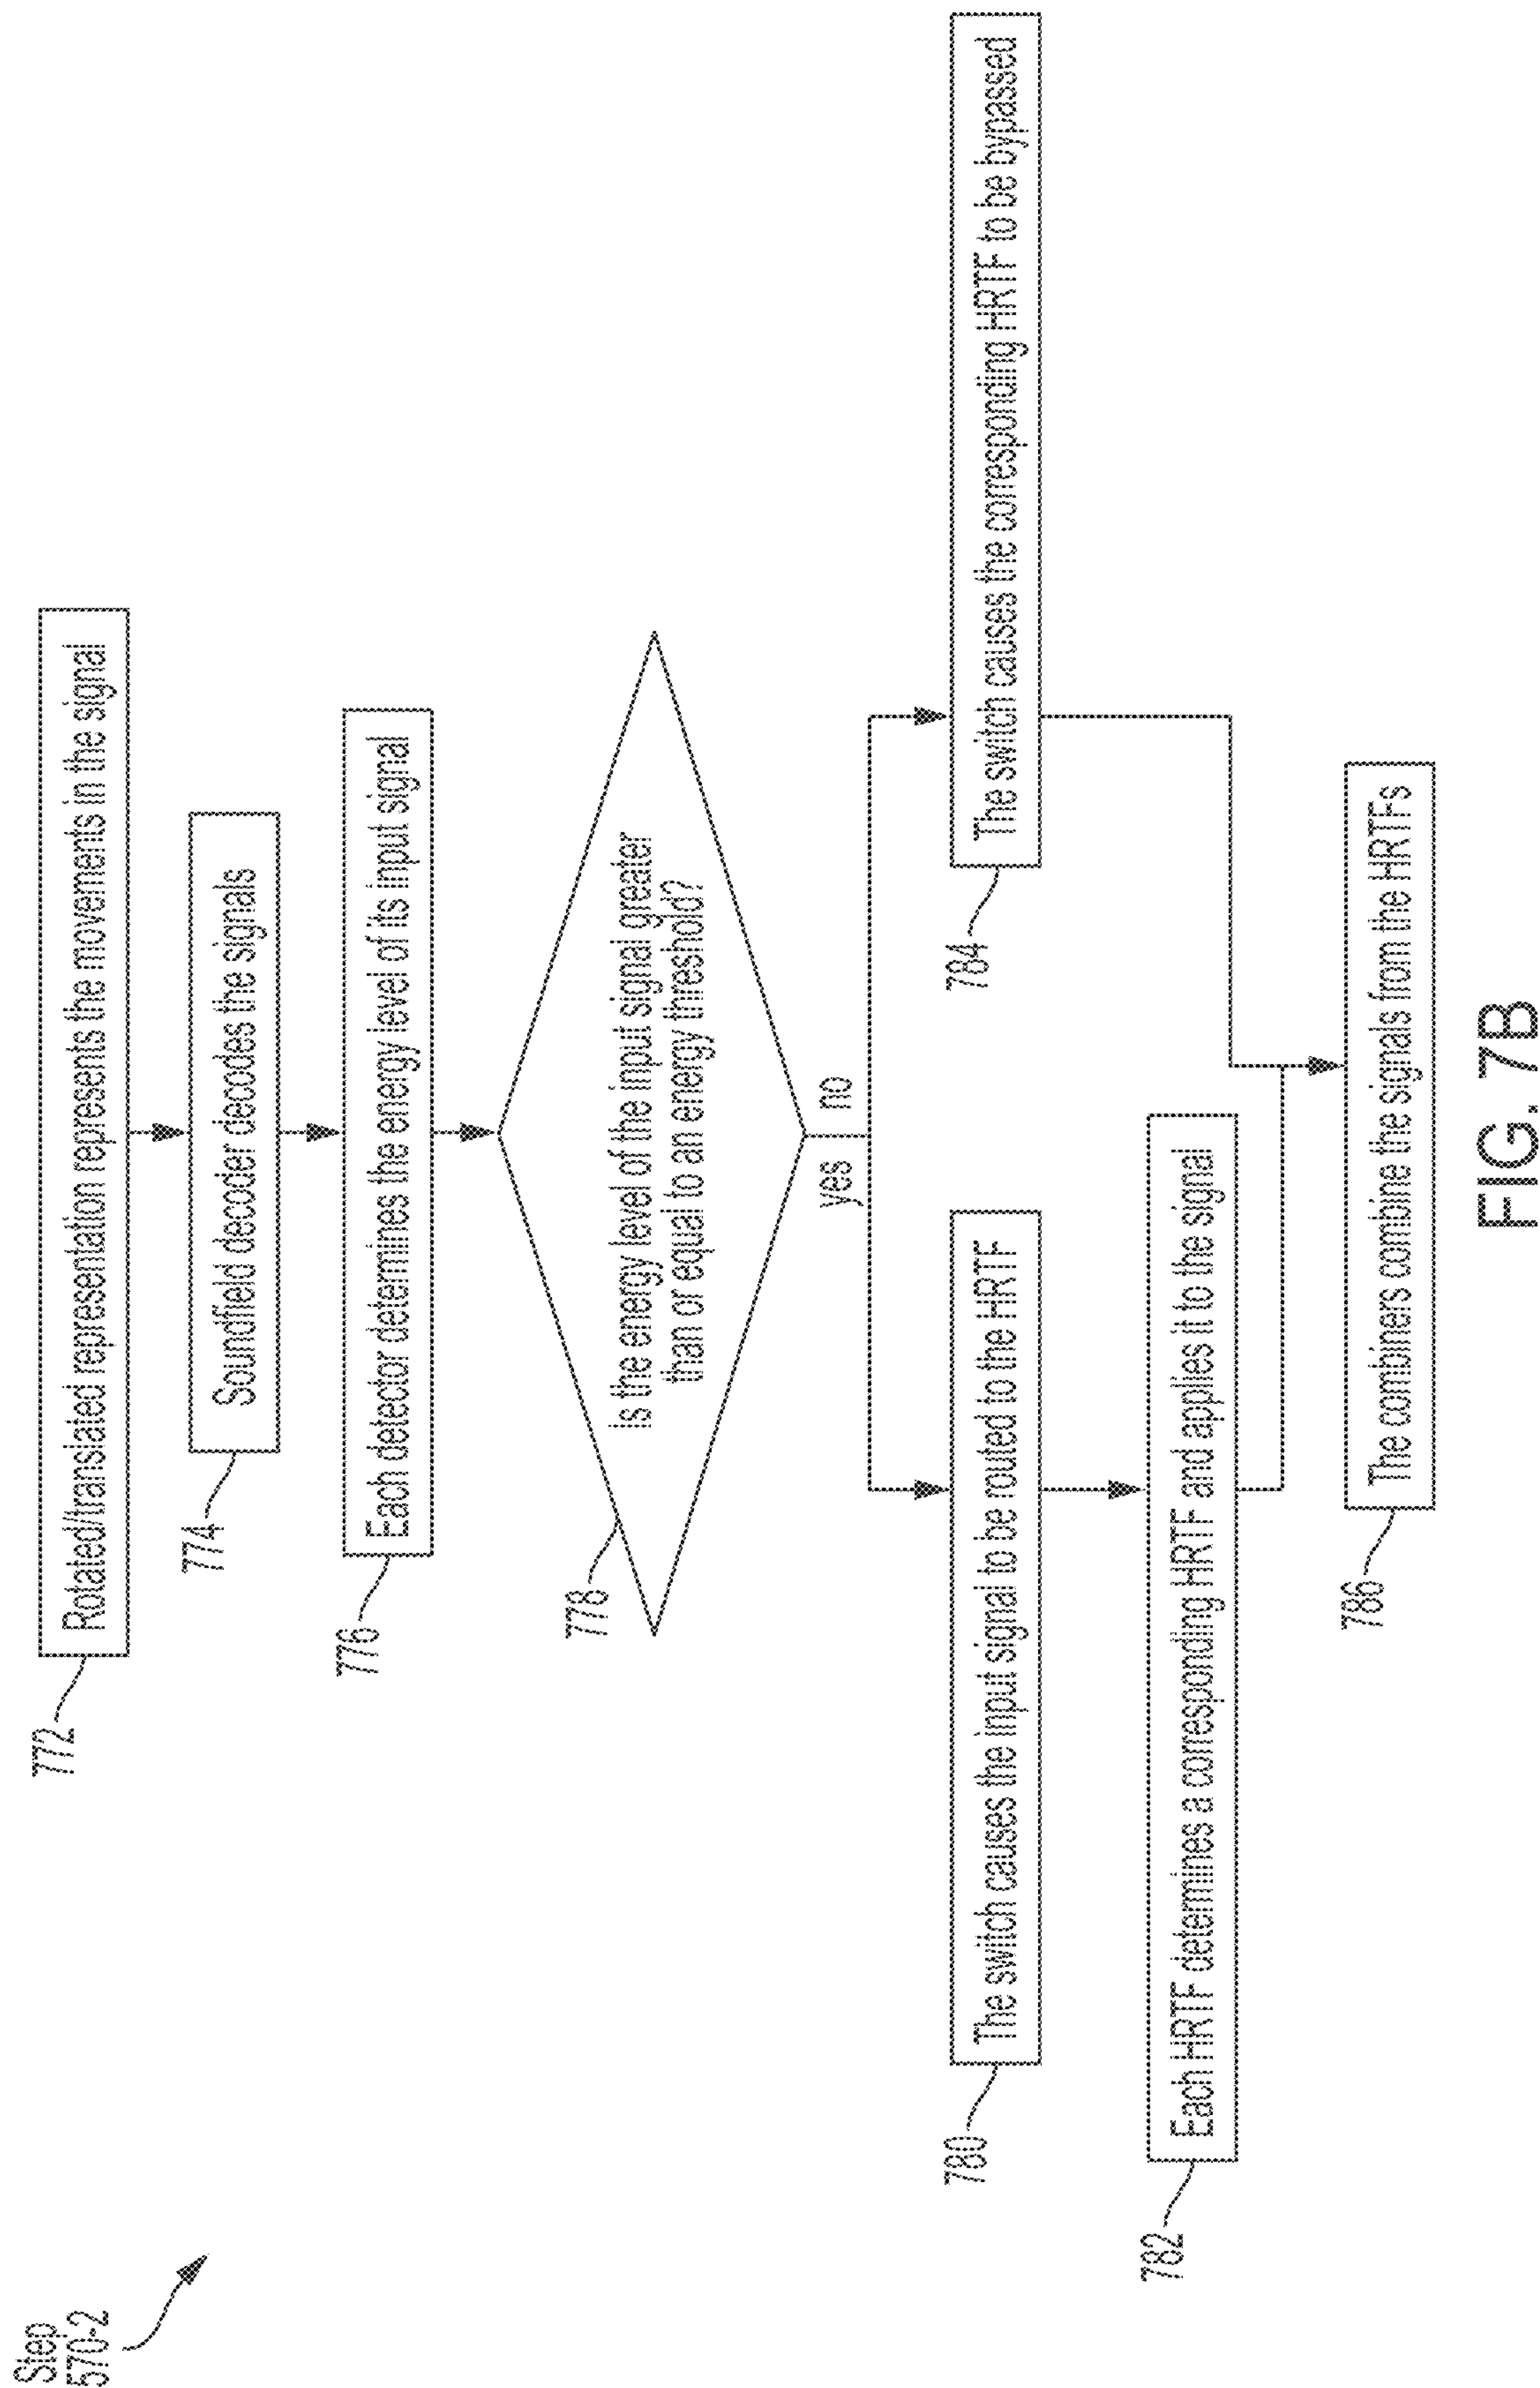 Step
570-2
772
Rotated/translated representation represents the movements in the signal
774
Soundfield decoder decodes the signals
776
Each detector determines the energy level of its input signal
778
is the energy level of the input signal greater
than or equal to an energy threshold?
yes
no
780
The switch causes the input signal to be routed to the HRTF
784
The switch causes the corresponding HRTF to be bypassed
782
Each HRTF determines a corresponding HRTF and applies it to the signal
786
The combiners combine the signals from the HRTFs
FIG. 7B